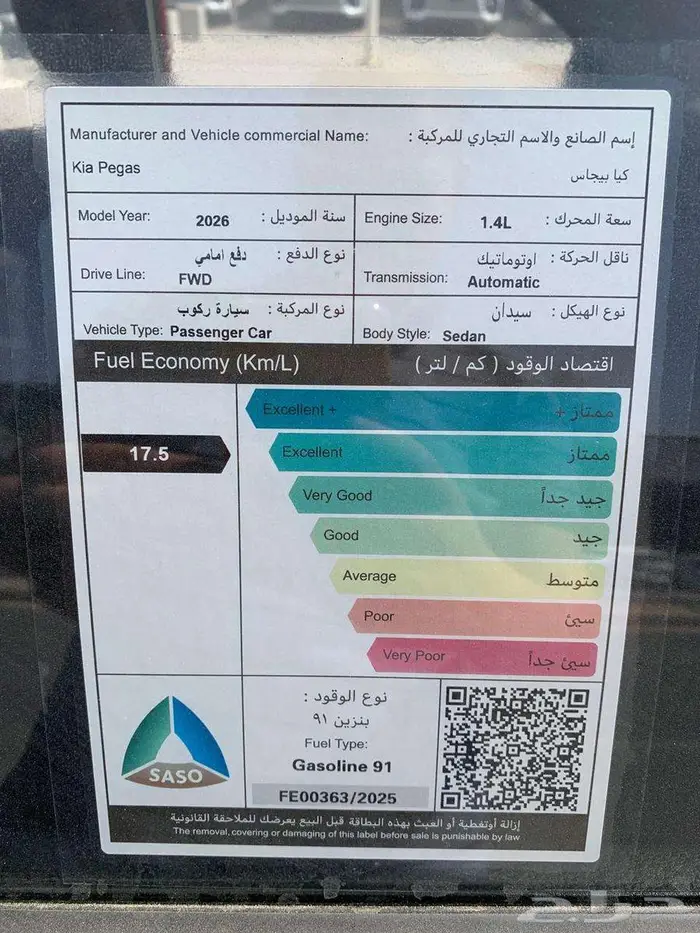 Manufacturer and Vehicle commercial Name: إسم الصانع والاسم التجاري للمركبة :
Kia Pegas كيا بيجاس
Model Year: 2026 سنة الموديل :
Engine Size: 1.4L سعة المحرك :
نوع الدفع : دفع امامي
Drive Line: FWD
ناقل الحركة : اوتوماتيك
Transmission: Automatic
نوع المركبة : سيارة ركوب
Vehicle Type: Passenger Car
نوع الهيكل : سيدان
Body Style: Sedan
Fuel Economy (Km/L) اقتصاد الوقود ( كم / لتر )
Excellent + ممتاز +
17.5
Excellent ممتاز
Very Good جيد جداً
Good جيد
Average متوسط
Poor سيئ
Very Poor سيئ جداً
SASO
نوع الوقود :
بنزين ٩١
Fuel Type:
Gasoline 91
FE00363/2025
إزالة أوتغطية أو العبث بهذه البطاقة قبل البيع يعرضك للملاحقة القانونية
The removal, covering or damaging of this label before sale is punishable by law
حراج